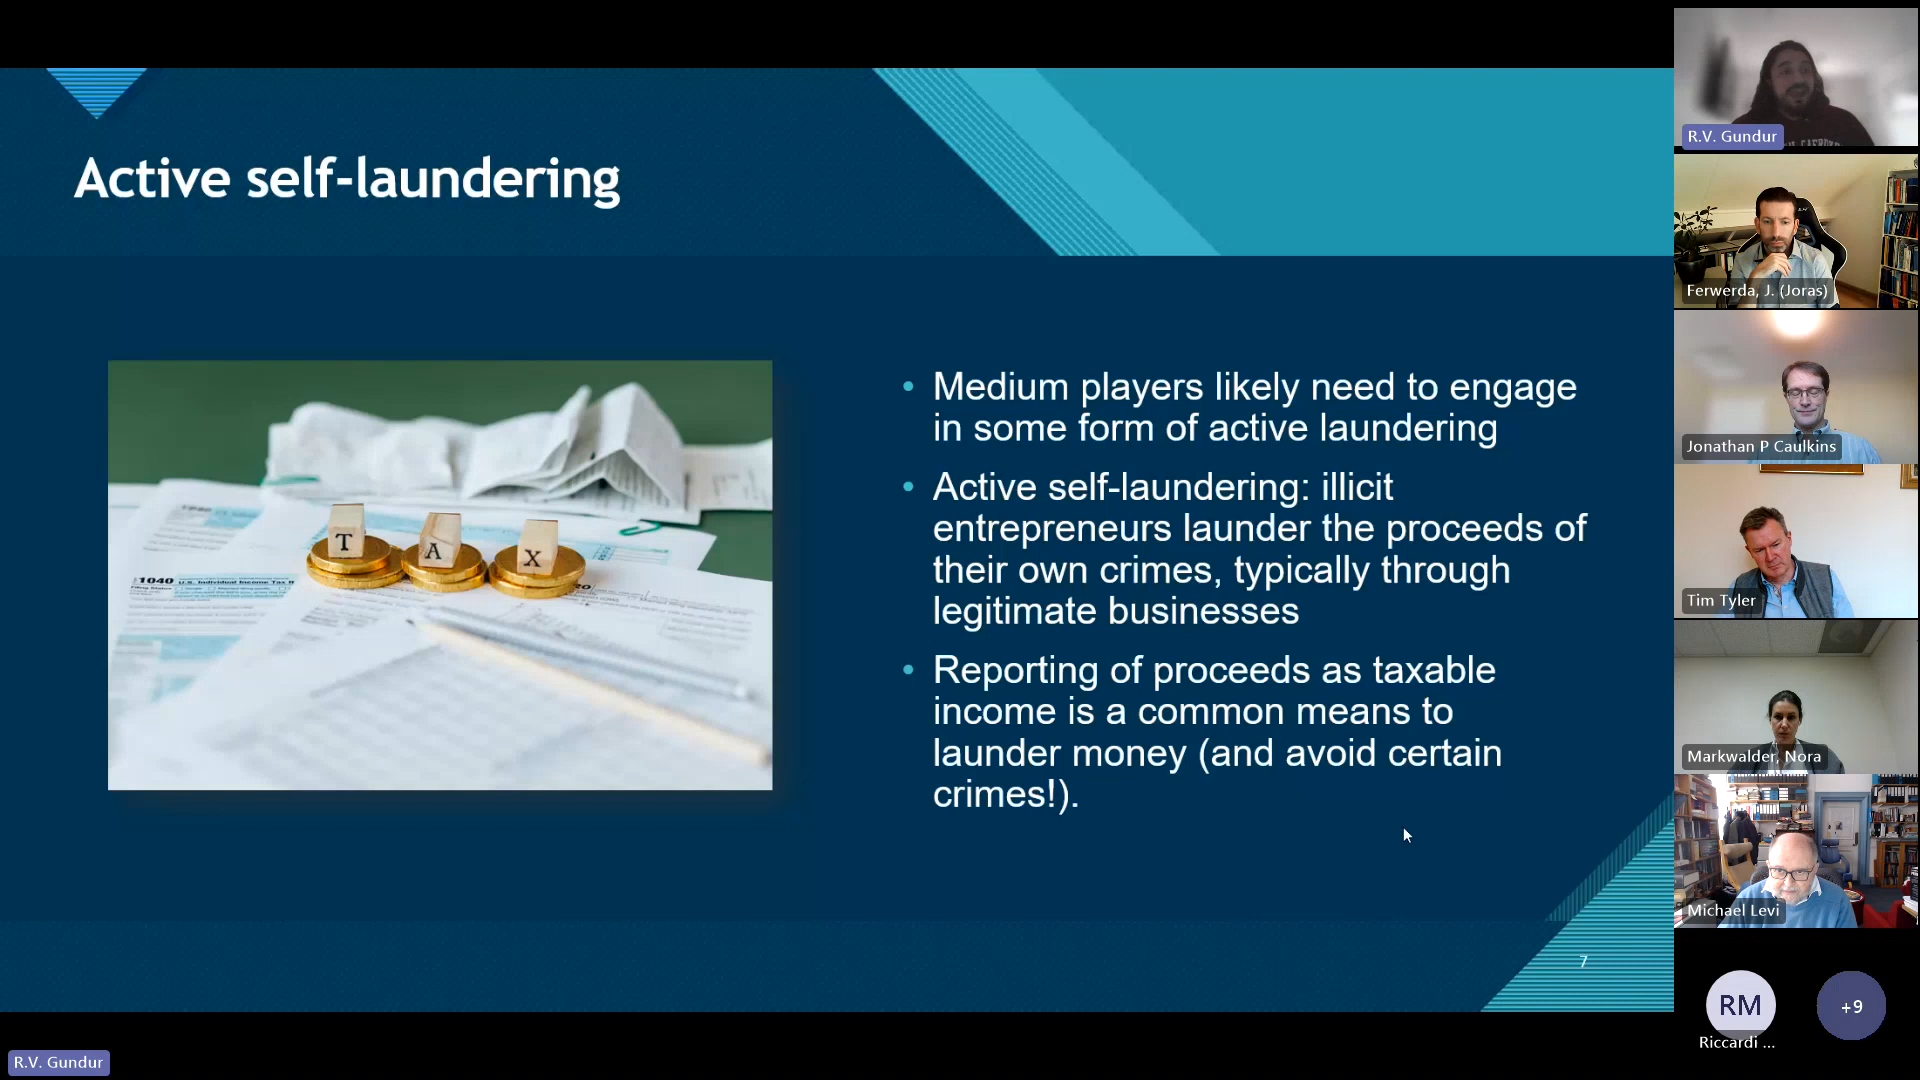 Active self-laundering
T A X
1040 U.S. Individual Income Tax R
• Medium players likely need to engage
in some form of active laundering
• Active self-laundering: illicit
entrepreneurs launder the proceeds of
their own crimes, typically through
legitimate businesses
• Reporting of proceeds as taxable
income is a common means to
launder money (and avoid certain
crimes!).
7
R.V. Gundur
R.V. Gundur
Ferwerda, J. (Joras)
Jonathan P Caulkins
Tim Tyler
Markwalder, Nora
Michael Levi
RM
Riccardi ...
+9